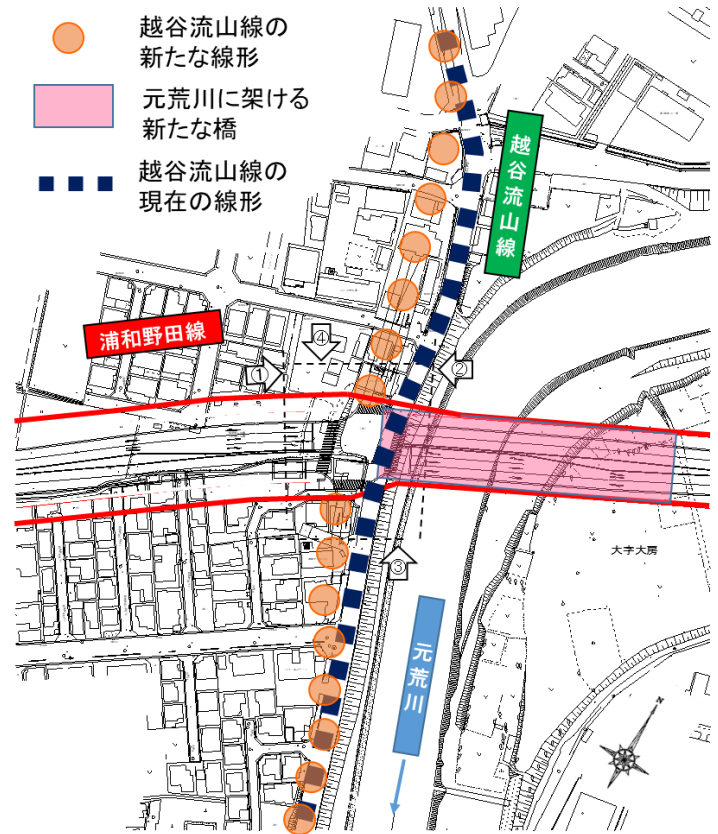 越谷流山線の
新たな線形
元荒川に架ける
新たな橋
越谷流山線の
現在の線形
越谷流山線
浦和野田線
④
①
②
大字大房
③
元荒川
N